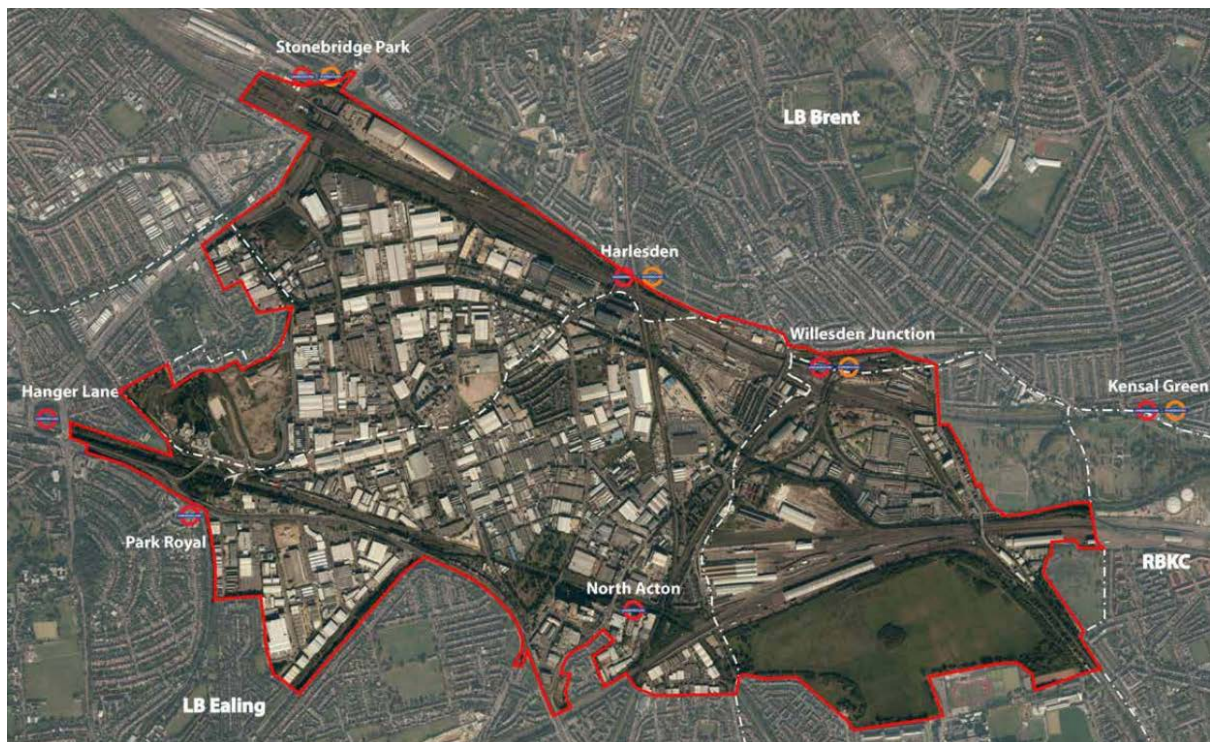 Stonebridge Park
LB Brent
Harlesden
Willesden Junction
Hanger Lane
Kensal Green
Park Royal
RBKC
North Acton
LB Ealing